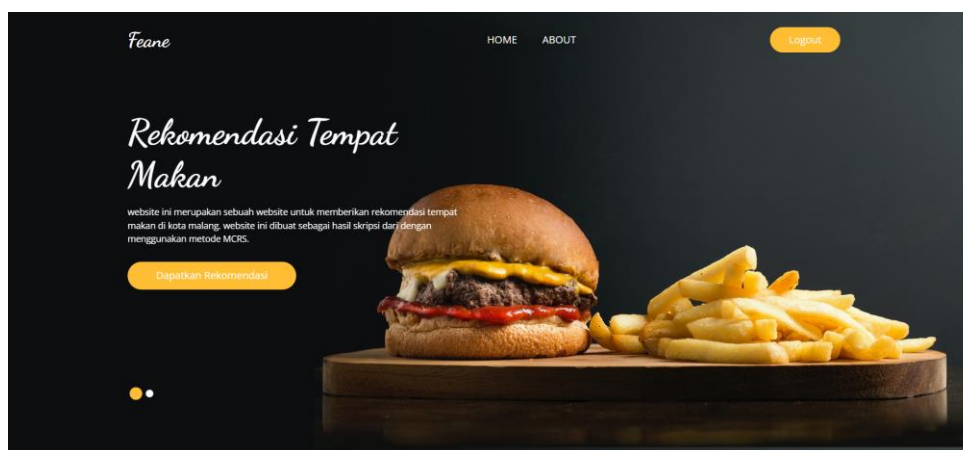 Feane
HOME ABOUT
Logout
Rekomendasi Tempat
Makan
website ini merupakan sebuah website untuk memberikan rekomendasi tempat
makan di kota malang. website ini dibuat sebagai hasil skripsi dari dengan
menggunakan metode MCRS.
Dapatkan Rekomendasi